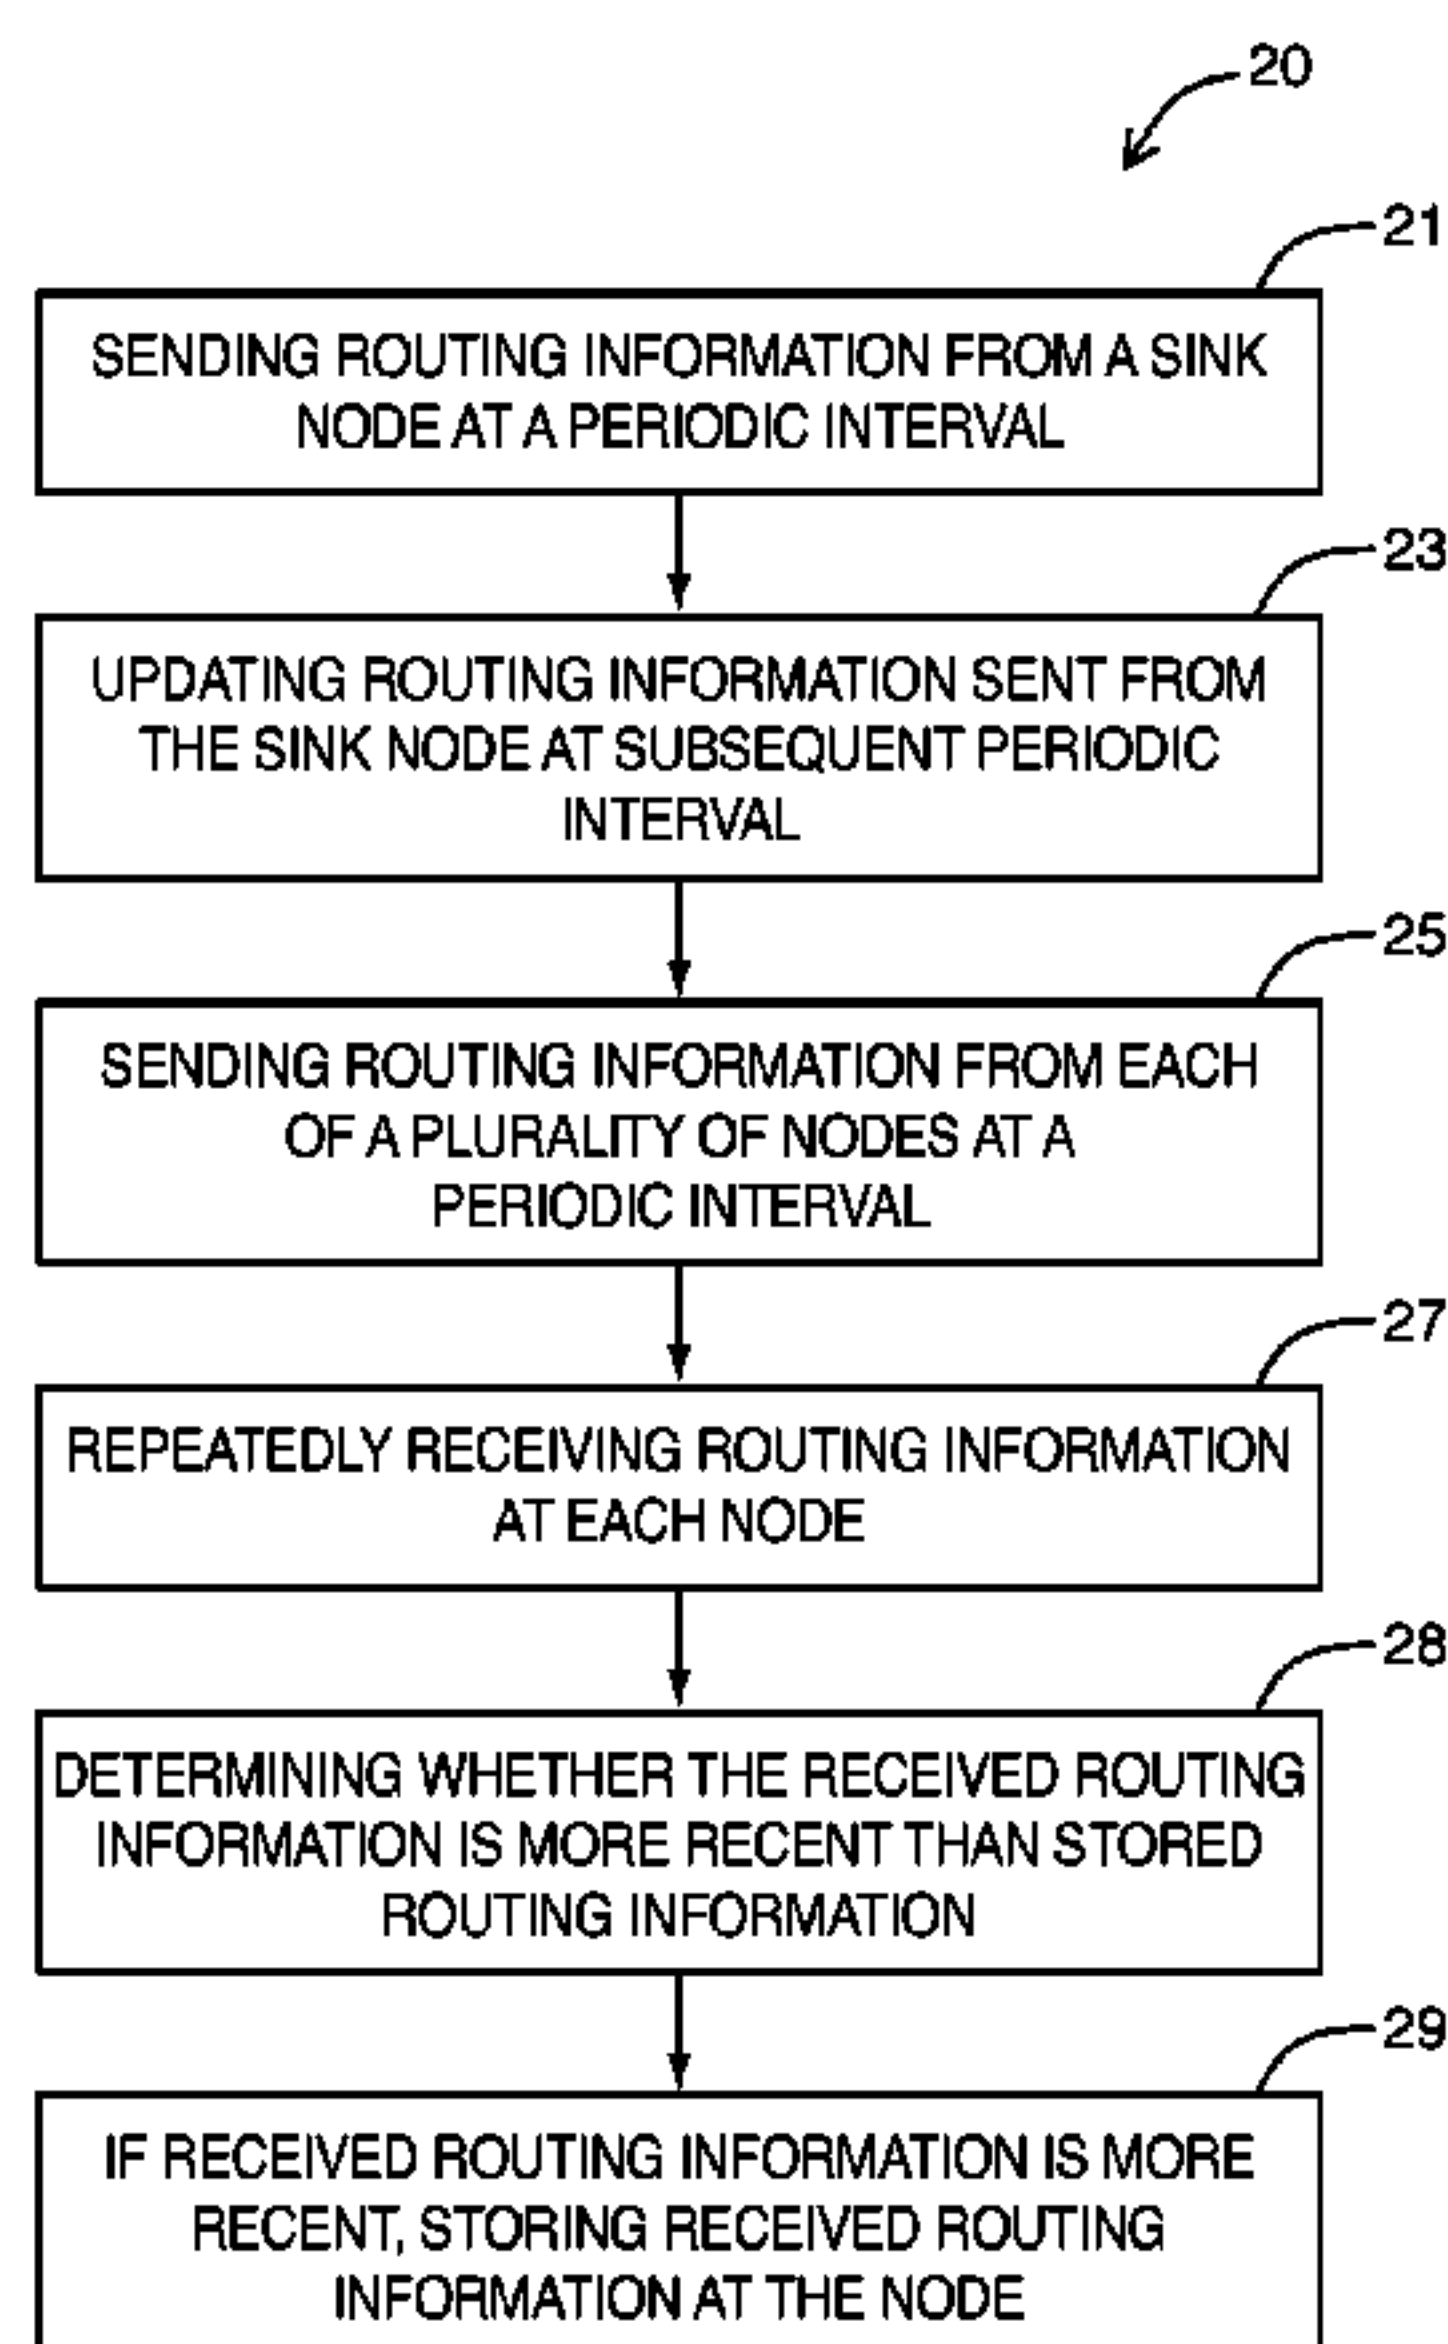 20
21
SENDING ROUTING INFORMATION FROM A SINK
NODE AT A PERIODIC INTERVAL
23
UPDATING ROUTING INFORMATION SENT FROM
THE SINK NODE AT SUBSEQUENT PERIODIC
INTERVAL
25
SENDING ROUTING INFORMATION FROM EACH
OF A PLURALITY OF NODES AT A
PERIODIC INTERVAL
27
REPEATEDLY RECEIVING ROUTING INFORMATION
AT EACH NODE
28
DETERMINING WHETHER THE RECEIVED ROUTING
INFORMATION IS MORE RECENT THAN STORED
ROUTING INFORMATION
29
IF RECEIVED ROUTING INFORMATION IS MORE
RECENT, STORING RECEIVED ROUTING
INFORMATION AT THE NODE